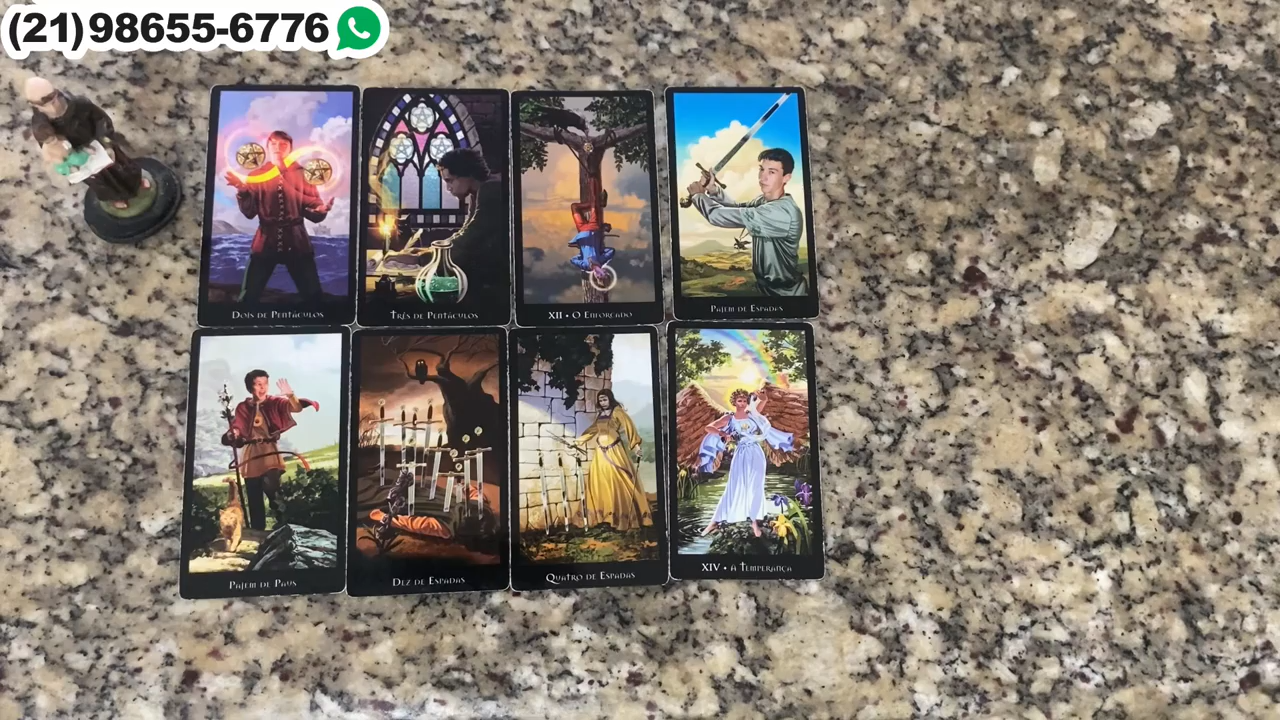 (21)98655-6776
Dois de Pentáculos
Três de Pentáculos
XII • O Enforcado
Pajem de Espadas
Pajem de Paus
Dez de Espadas
Quatro de Espadas
XIV • A Temperança